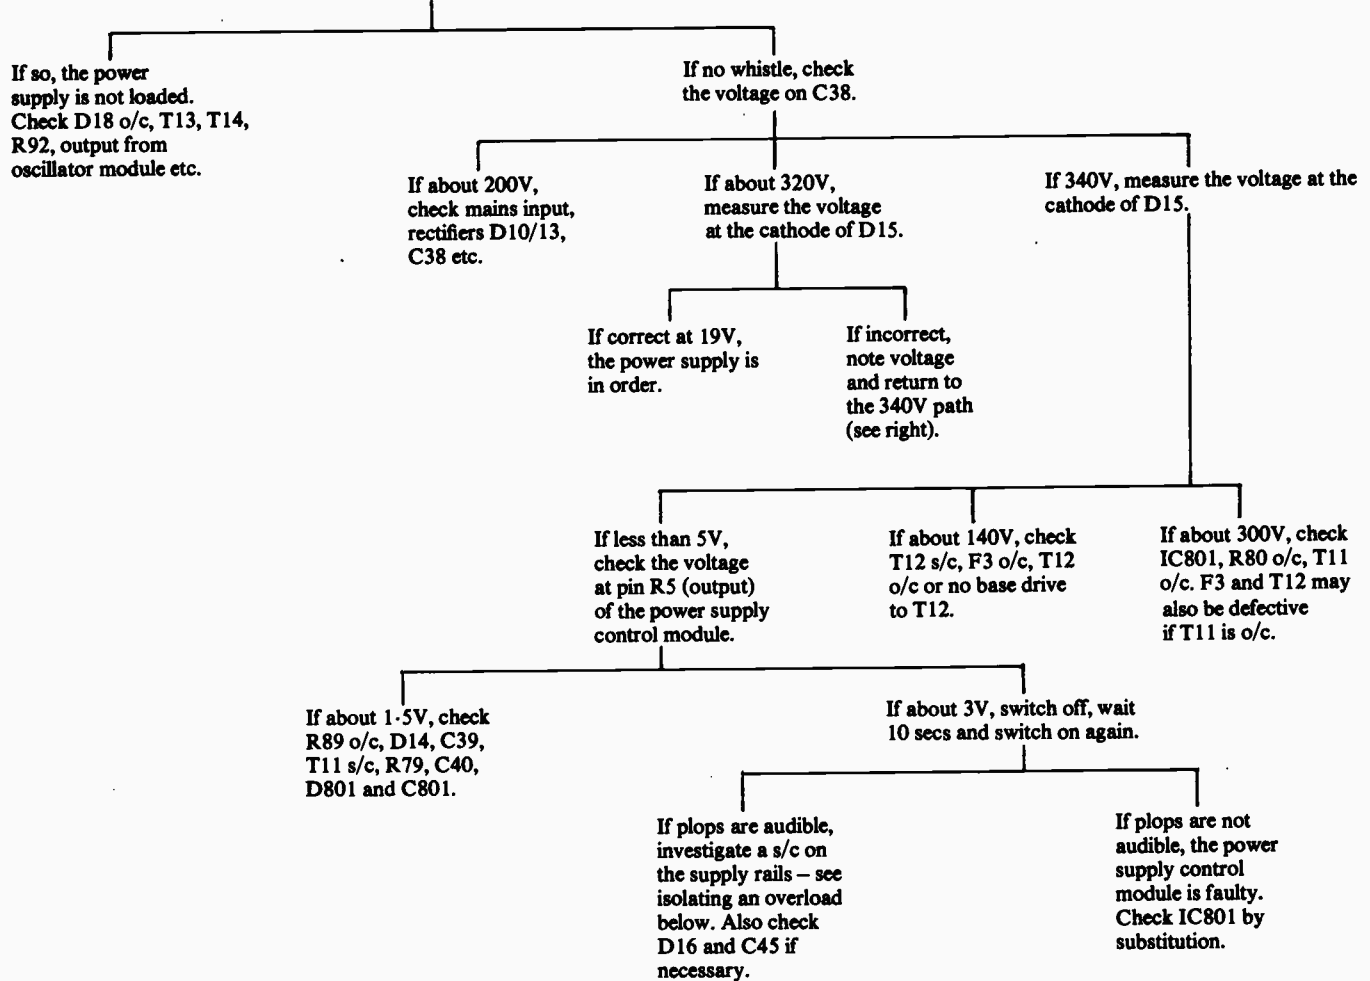 If so, the power
supply is not loaded.
Check D18 o/c, T13, T14,
R92, output from
oscillator module etc.
If no whistle, check
the voltage on C38.
If about 200V,
check mains input,
rectifiers D10/13,
C38 etc.
If about 320V,
measure the voltage
at the cathode of D15.
If 340V, measure the voltage at the
cathode of D15.
If correct at 19V,
the power supply is
in order.
If incorrect,
note voltage
and return to
the 340V path
(see right).
If less than 5V,
check the voltage
at pin R5 (output)
of the power supply
control module.
If about 140V, check
T12 s/c, F3 o/c, T12
o/c or no base drive
to T12.
If about 300V, check
IC801, R80 o/c, T11
o/c. F3 and T12 may
also be defective
if T11 is o/c.
If about 1·5V, check
R89 o/c, D14, C39,
T11 s/c, R79, C40,
D801 and C801.
If about 3V, switch off, wait
10 secs and switch on again.
If plops are audible,
investigate a s/c on
the supply rails – see
isolating an overload
below. Also check
D16 and C45 if
necessary.
If plops are not
audible, the power
supply control
module is faulty.
Check IC801 by
substitution.